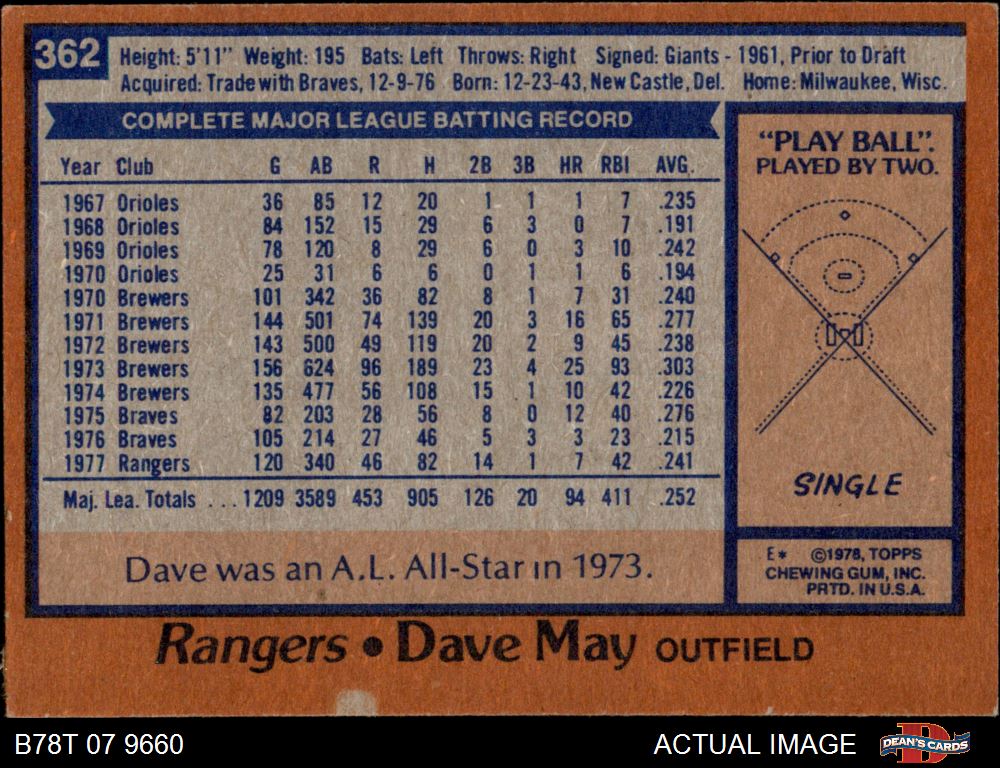 362
Height: 5'11" Weight: 195 Bats: Left Throws: Right Signed: Giants - 1961, Prior to Draft
Acquired: Trade with Braves, 12-9-76 Born: 12-23-43, New Castle, Del. Home: Milwaukee, Wisc.
COMPLETE MAJOR LEAGUE BATTING RECORD
Year Club G AB R H 2B 3B HR RBI AVG.
1967 Orioles 36 85 12 20 1 1 1 7 .235
1968 Orioles 84 152 15 29 6 3 0 7 .191
1969 Orioles 78 120 8 29 6 0 3 10 .242
1970 Orioles 25 31 6 6 0 1 1 6 .194
1970 Brewers 101 342 36 82 8 1 7 31 .240
1971 Brewers 144 501 74 139 20 3 16 65 .277
1972 Brewers 143 500 49 119 20 2 9 45 .238
1973 Brewers 156 624 96 189 23 4 25 93 .303
1974 Brewers 135 477 56 108 15 1 10 42 .226
1975 Braves 82 203 28 56 8 0 12 40 .276
1976 Braves 105 214 27 46 5 3 3 23 .215
1977 Rangers 120 340 46 82 14 1 7 42 .241
Maj. Lea. Totals ... 1209 3589 453 905 126 20 94 411 .252
Dave was an A.L. All-Star in 1973.
"PLAY BALL".
PLAYED BY TWO.
SINGLE
E* ©1978, TOPPS
CHEWING GUM, INC.
PRTD. IN U.S.A.
Rangers • Dave May OUTFIELD
B78T 07 9660
ACTUAL IMAGE
D
DEAN'S CARDS